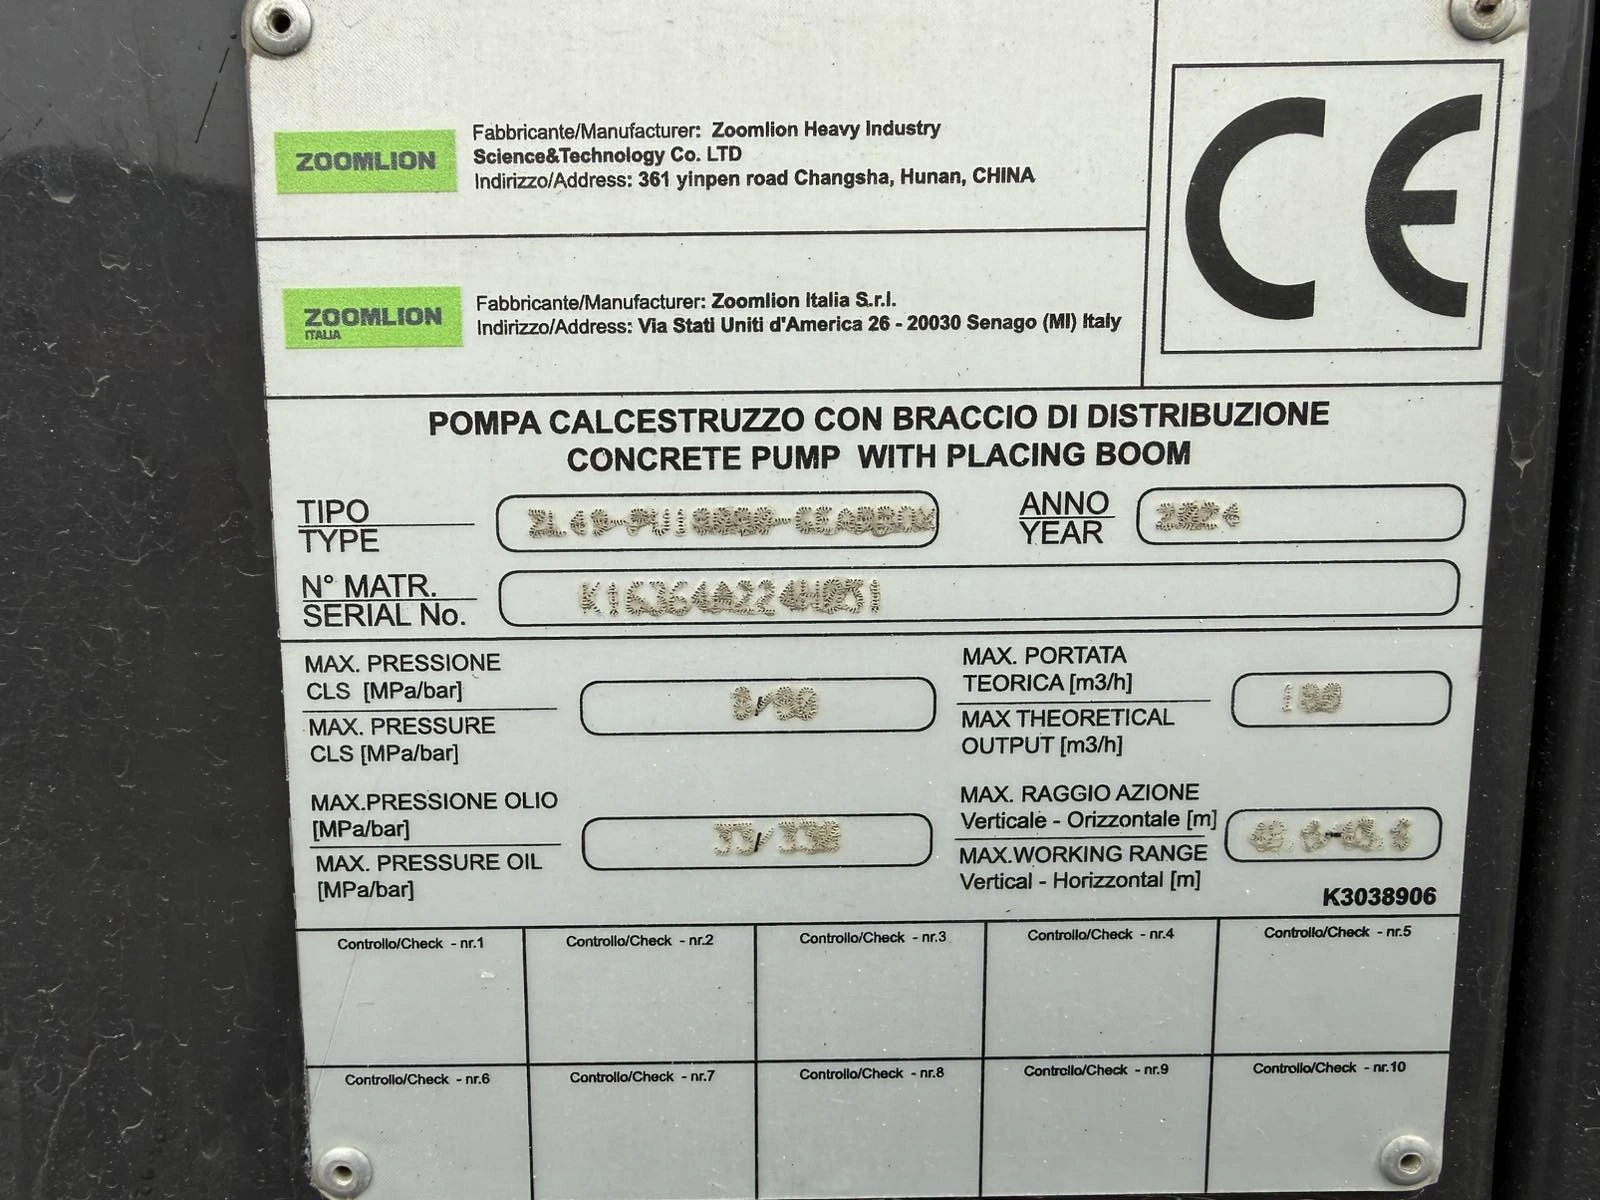 ZOOMLION
Fabbricante/Manufacturer: Zoomlion Heavy Industry
Science&Technology Co. LTD
Indirizzo/Address: 361 yinpen road Changsha, Hunan, CHINA
CE
ZOOMLION
ITALIA
Fabbricante/Manufacturer: Zoomlion Italia S.r.l.
Indirizzo/Address: Via Stati Uniti d'America 26 - 20030 Senago (MI) Italy
POMPA CALCESTRUZZO CON BRACCIO DI DISTRIBUZIONE
CONCRETE PUMP WITH PLACING BOOM
TIPO
TYPE
ANNO
YEAR
2024
N° MATR.
SERIAL No.
MAX. PRESSIONE
CLS [MPa/bar]
MAX. PRESSURE
CLS [MPa/bar]
MAX. PORTATA
TEORICA [m3/h]
MAX THEORETICAL
OUTPUT [m3/h]
MAX.PRESSIONE OLIO
[MPa/bar]
MAX. PRESSURE OIL
[MPa/bar]
33/330
MAX. RAGGIO AZIONE
Verticale - Orizzontale [m]
MAX.WORKING RANGE
Vertical - Horizzontal [m]
K3038906
Controllo/Check - nr.1
Controllo/Check - nr.2
Controllo/Check - nr.3
Controllo/Check - nr.4
Controllo/Check - nr.5
Controllo/Check - nr.6
Controllo/Check - nr.7
Controllo/Check - nr.8
Controllo/Check - nr.9
Controllo/Check - nr.10